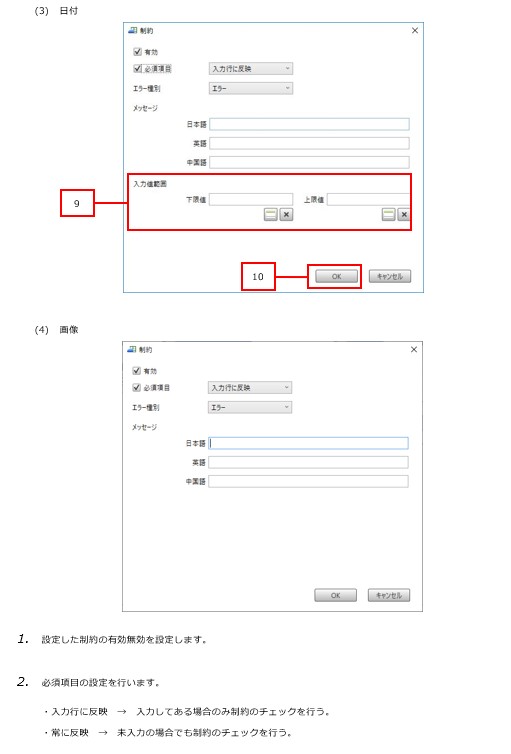 (3) 日付
制約
有効
必須項目 入力行に反映
エラー種別 エラー
メッセージ
日本語
英語
中国語
入力値範囲
下限値 上限値
9
10
OK キャンセル
(4) 画像
制約
有効
必須項目 入力行に反映
エラー種別 エラー
メッセージ
日本語
英語
中国語
OK キャンセル
1. 設定した制約の有効無効を設定します。
2. 必須項目の設定を行います。
・入力行に反映 → 入力してある場合のみ制約のチェックを行う。
・常に反映 → 未入力の場合でも制約のチェックを行う。